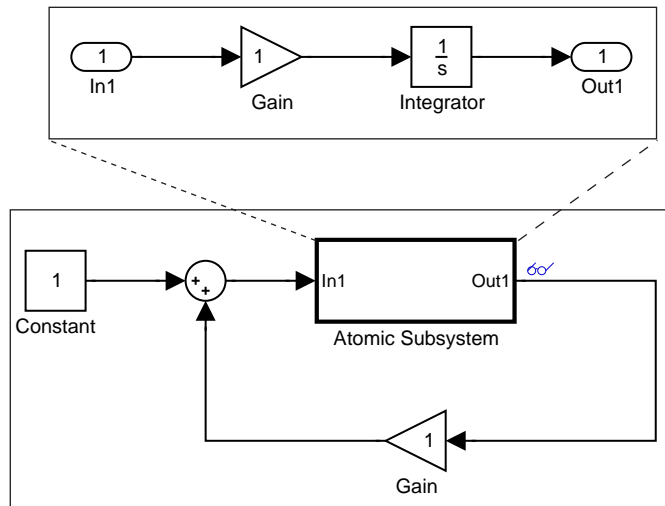 1
In1
1
Gain
1
s
Integrator
1
Out1
1
Constant
+
+
In1
Out1
Atomic Subsystem
1
Gain